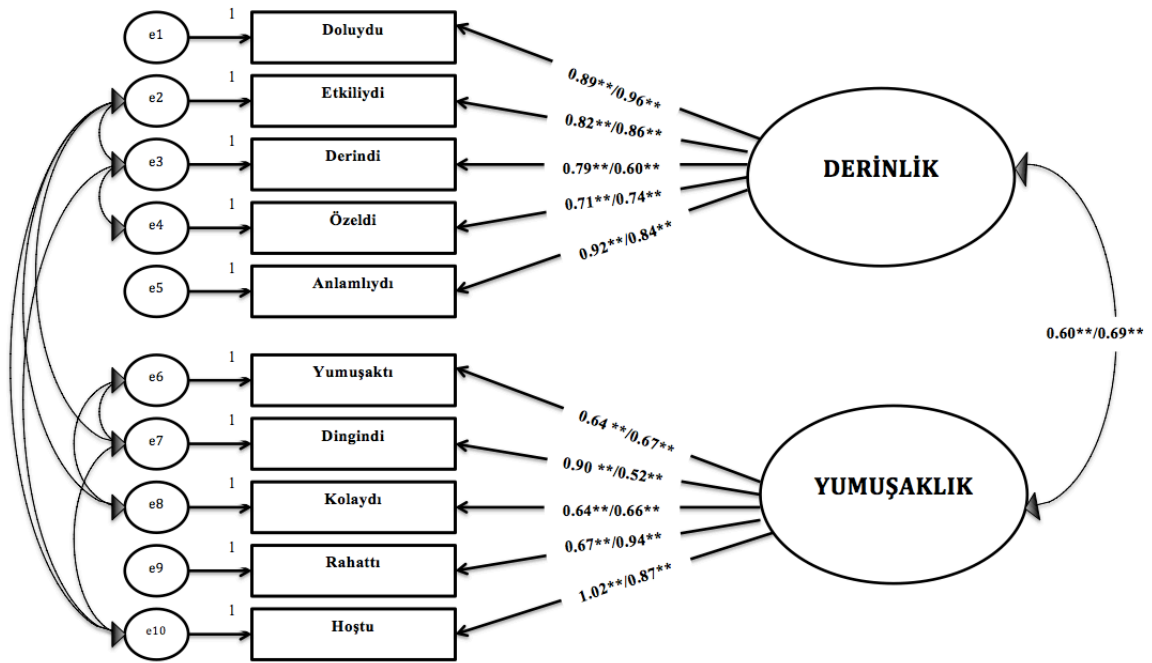 1
e1
Doluydu
0.89**/0.96**
1
e2
Etkiliydi
0.82**/0.86**
1
e3
Derindi
0.79**/0.60**
DERİNLİK
1
e4
Özeldi
0.71**/0.74**
1
e5
Anlamlıydı
0.92**/0.84**
0.60**/0.69**
1
e6
Yumuşaktı
0.64 **/0.67**
1
e7
Dingindi
0.90 **/0.52**
YUMUŞAKLIK
1
e8
Kolaydı
0.64**/0.66**
1
e9
Rahattı
0.67**/0.94**
1
e10
Hoştu
1.02**/0.87**